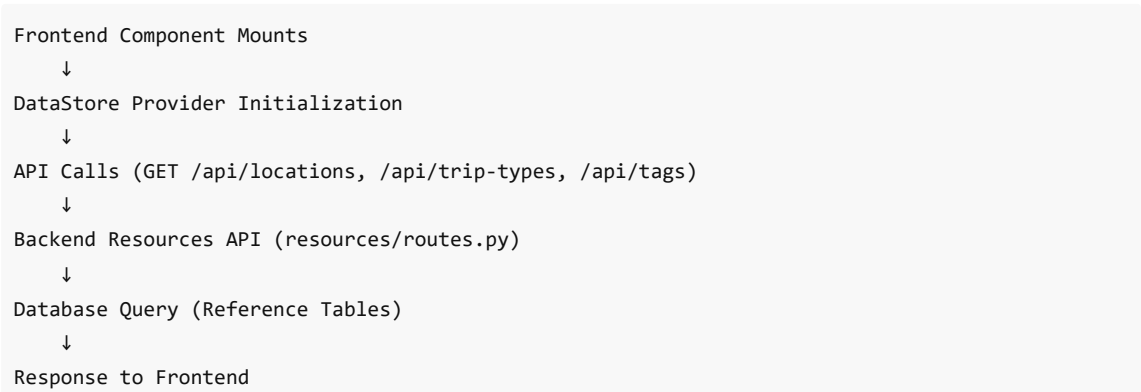 Frontend Component Mounts
↓
DataStore Provider Initialization
↓
API Calls (GET /api/locations, /api/trip-types, /api/tags)
↓
Backend Resources API (resources/routes.py)
↓
Database Query (Reference Tables)
↓
Response to Frontend